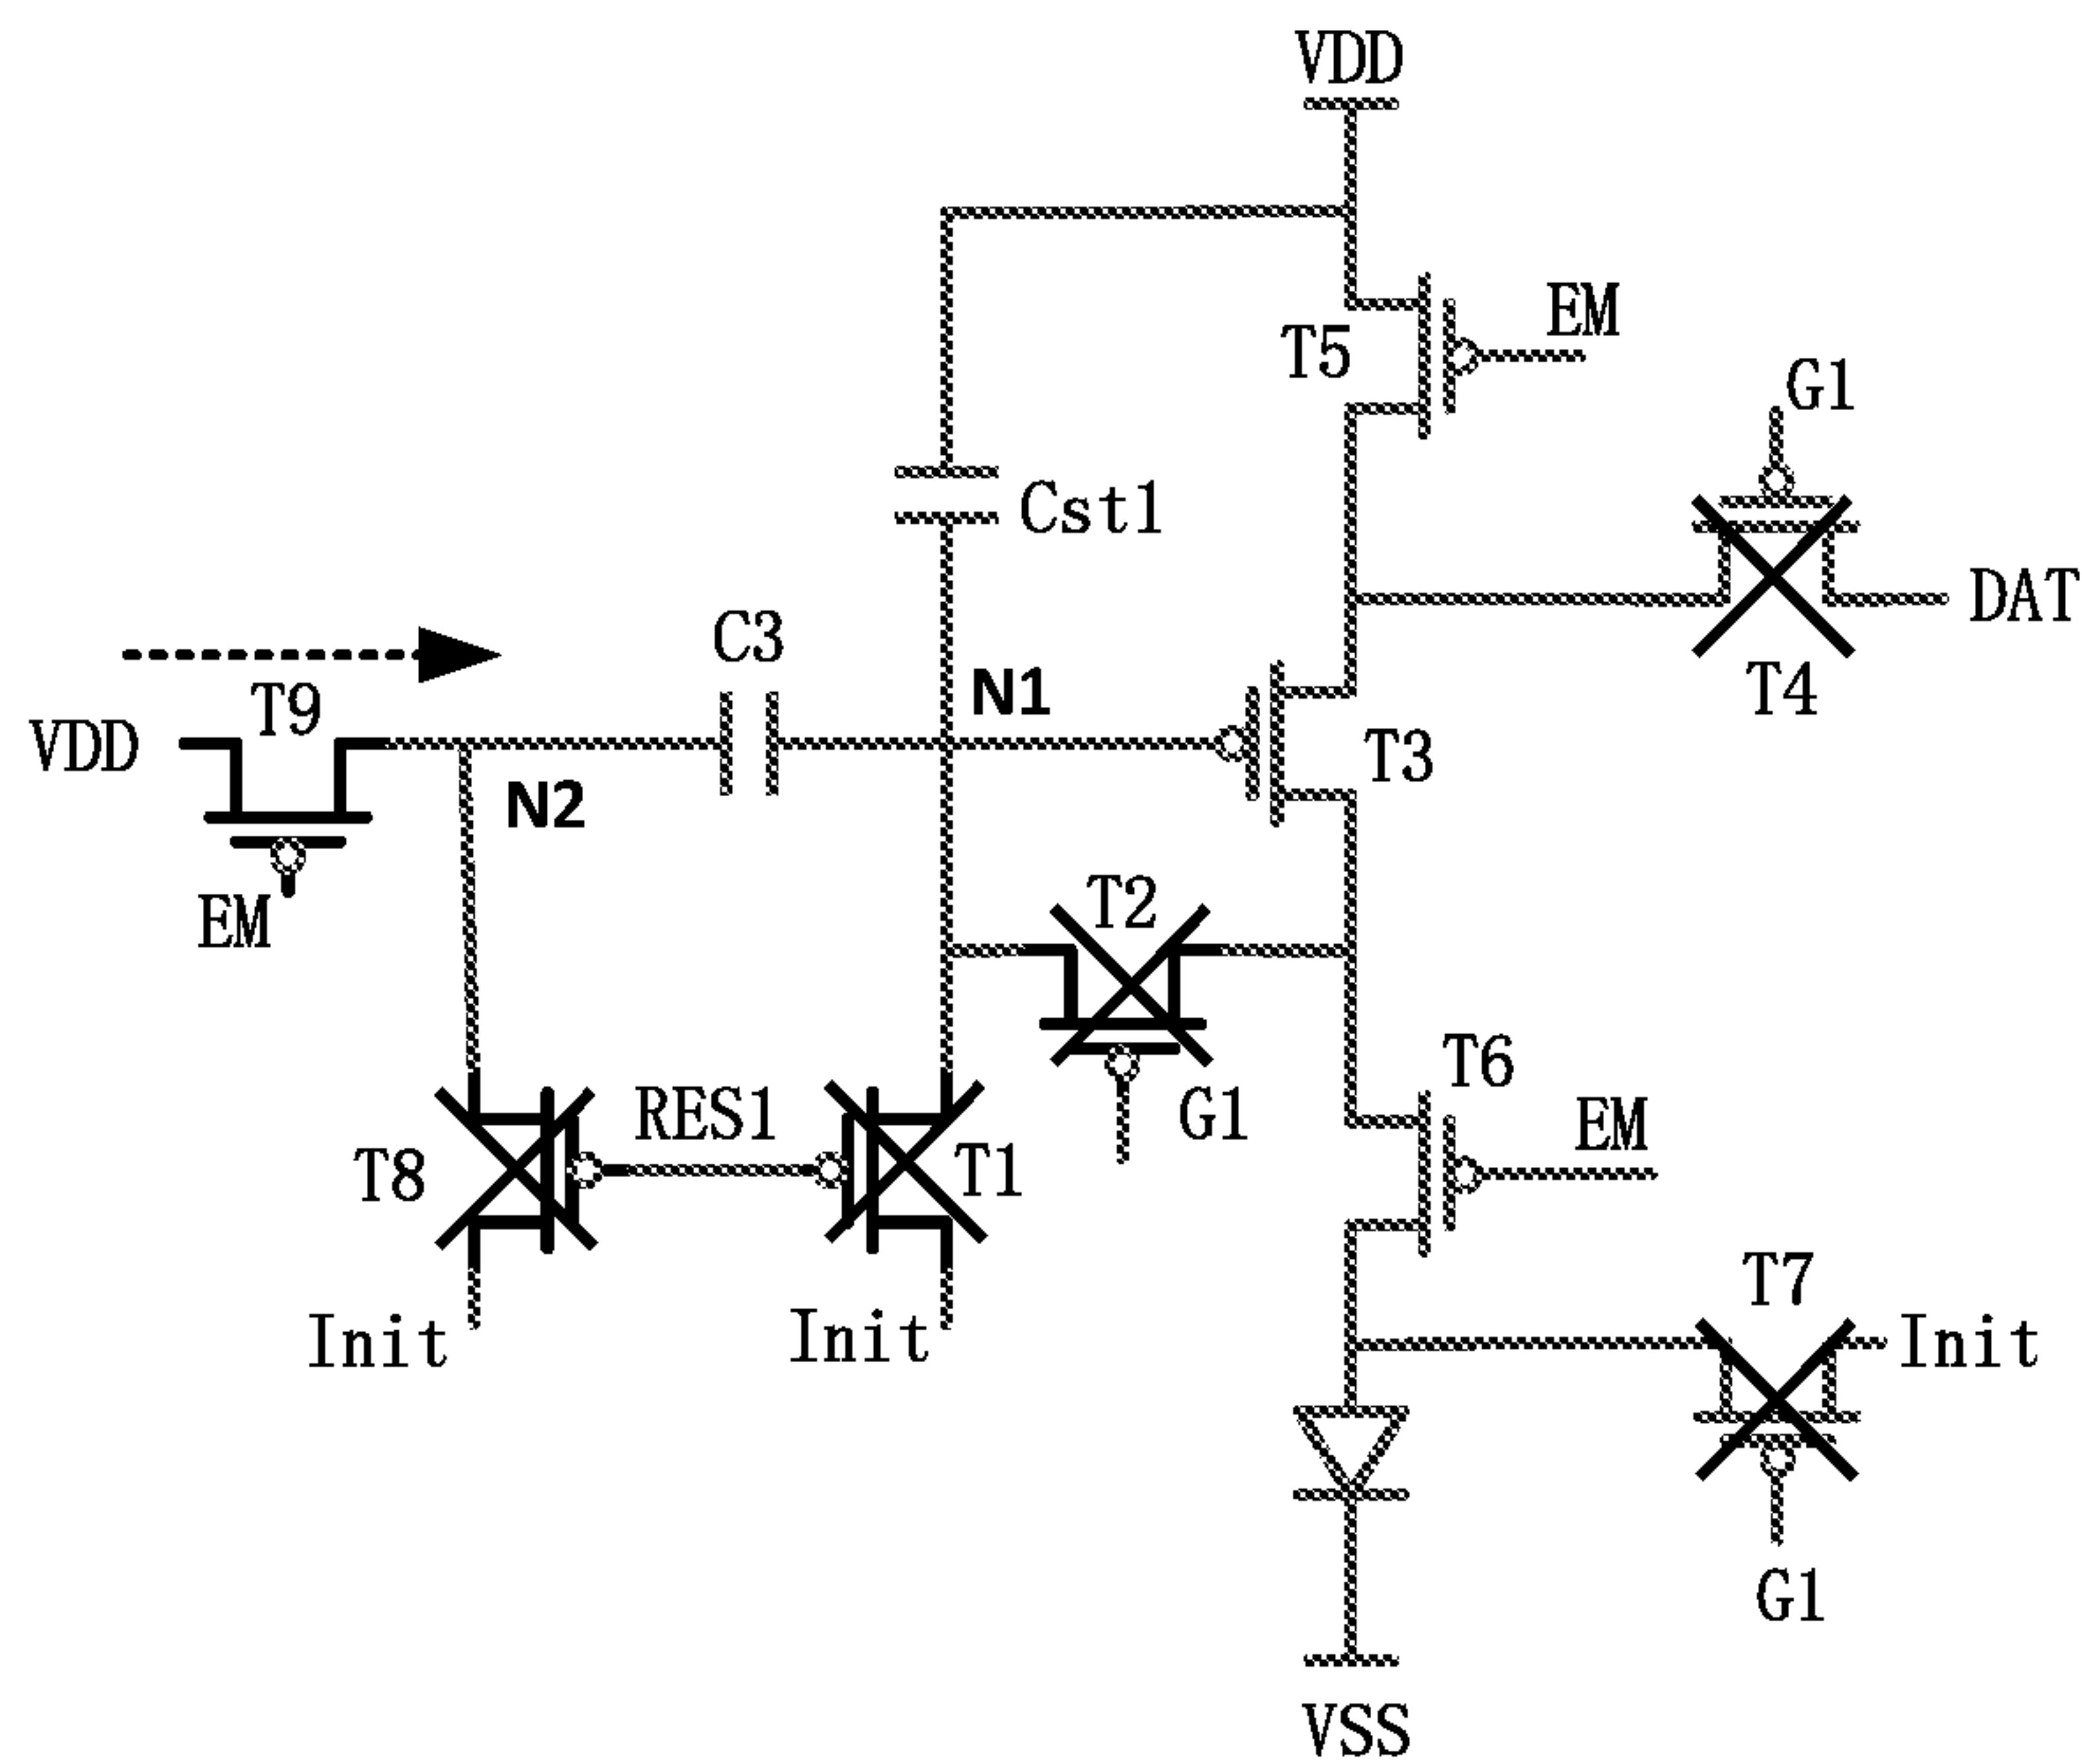 VDD
EM
T5
G1
Cst1
DAT
C3
N1
T4
T9
VDD
T3
N2
T2
EM
T6
RES1
G1
EM
T8
T1
T7
Init
Init
Init
G1
VSS